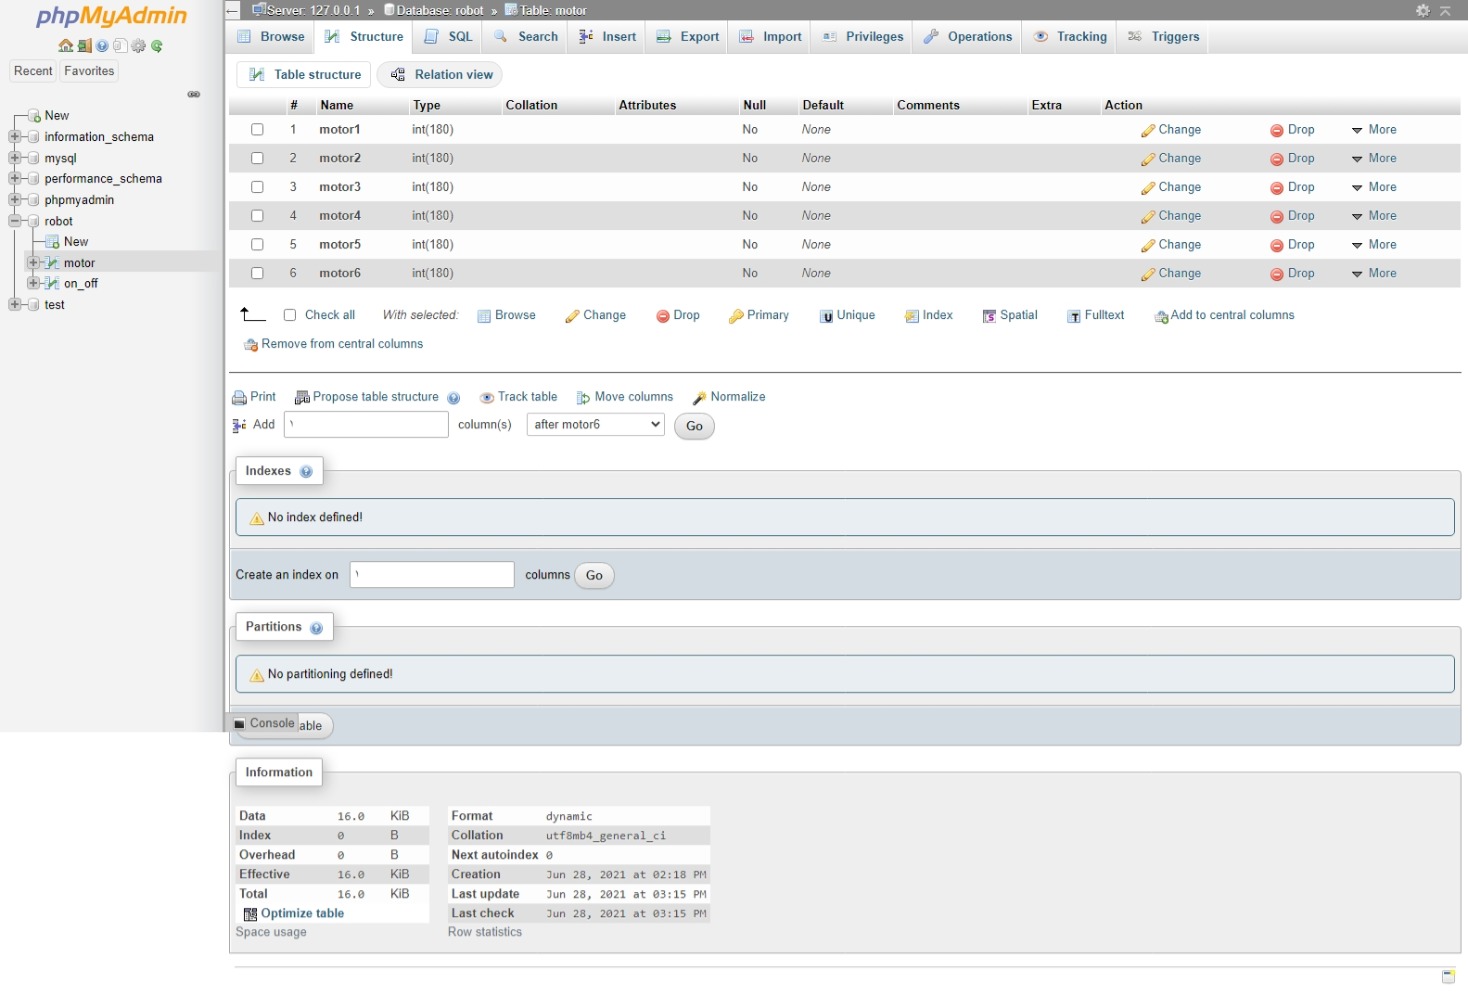 phpMyAdmin
Recent Favorites
New
information_schema
mysql
performance_schema
phpmyadmin
robot
New
motor
on_off
test
Server: 127.0.0.1 » Database: robot » Table: motor
Browse Structure SQL Search Insert Export Import Privileges Operations Tracking Triggers
Table structure Relation view
# Name Type Collation Attributes Null Default Comments Extra Action
1 motor1 int(180) No None Change Drop More
2 motor2 int(180) No None Change Drop More
3 motor3 int(180) No None Change Drop More
4 motor4 int(180) No None Change Drop More
5 motor5 int(180) No None Change Drop More
6 motor6 int(180) No None Change Drop More
Check all With selected: Browse Change Drop Primary Unique Index Spatial Fulltext Add to central columns
Remove from central columns
Print Propose table structure Track table Move columns Normalize
Add \ column(s) after motor6 Go
Indexes
No index defined!
Create an index on \ columns Go
Partitions
No partitioning defined!
Console able
Information
Data 16.0 KiB
Index 0 B
Overhead 0 B
Effective 16.0 KiB
Total 16.0 KiB
Optimize table
Space usage
Format dynamic
Collation utf8mb4_general_ci
Next autoindex 0
Creation Jun 28, 2021 at 02:18 PM
Last update Jun 28, 2021 at 03:15 PM
Last check Jun 28, 2021 at 03:15 PM
Row statistics